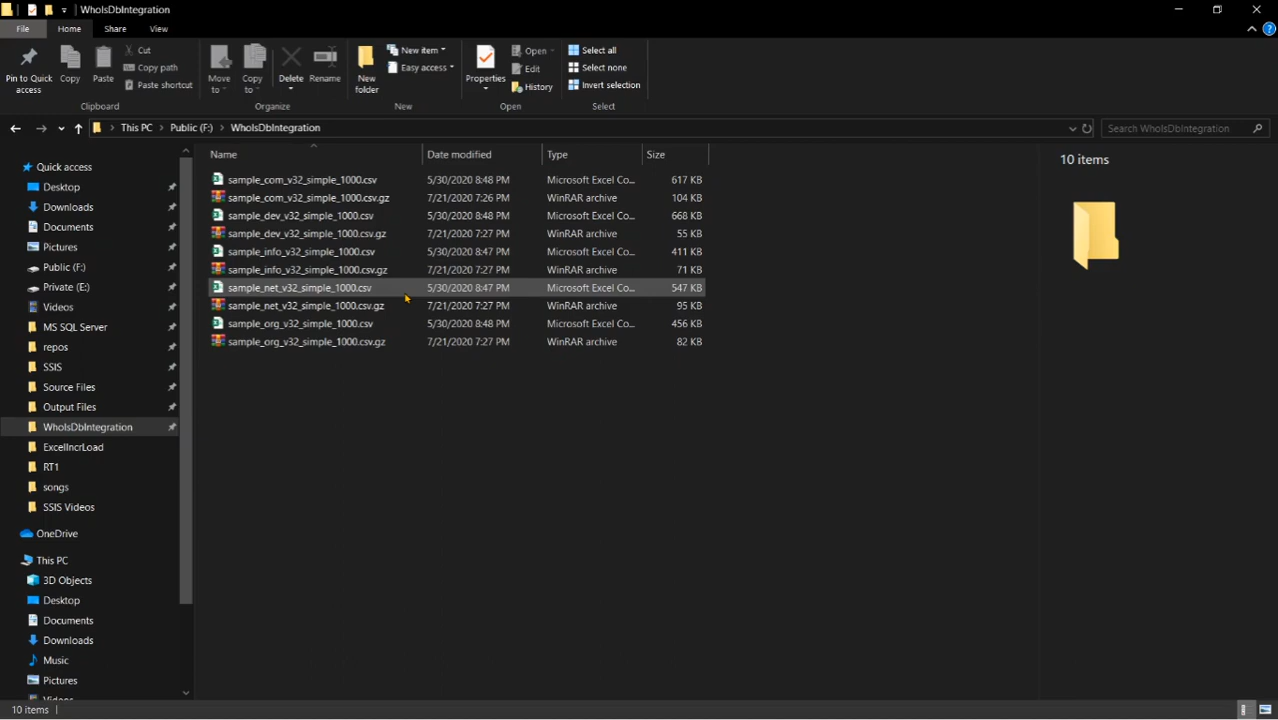 WhoIsDbIntegration
File Home Share View
Pin to Quick access
Copy
Paste
Cut
Copy path
Paste shortcut
Clipboard
Move to
Copy to
Delete
Rename
Organize
New folder
New item
Easy access
New
Properties
Open
Edit
History
Open
Select all
Select none
Invert selection
Select
This PC Public (F:) WhoIsDbIntegration
Search WhoIsDbIntegration
Quick access
Desktop
Downloads
Documents
Pictures
Public (F:)
Private (E:)
Videos
MS SQL Server
repos
SSIS
Source Files
Output Files
WhoIsDbIntegration
ExcelIncrLoad
RT1
songs
SSIS Videos
OneDrive
This PC
3D Objects
Desktop
Documents
Downloads
Music
Pictures
Videos
Name Date modified Type Size
sample_com_v32_simple_1000.csv 5/30/2020 8:48 PM Microsoft Excel Co... 617 KB
sample_com_v32_simple_1000.csv.gz 7/21/2020 7:26 PM WinRAR archive 104 KB
sample_dev_v32_simple_1000.csv 5/30/2020 8:48 PM Microsoft Excel Co... 668 KB
sample_dev_v32_simple_1000.csv.gz 7/21/2020 7:27 PM WinRAR archive 55 KB
sample_info_v32_simple_1000.csv 5/30/2020 8:47 PM Microsoft Excel Co... 411 KB
sample_info_v32_simple_1000.csv.gz 7/21/2020 7:27 PM WinRAR archive 71 KB
sample_net_v32_simple_1000.csv 5/30/2020 8:47 PM Microsoft Excel Co... 547 KB
sample_net_v32_simple_1000.csv.gz 7/21/2020 7:27 PM WinRAR archive 95 KB
sample_org_v32_simple_1000.csv 5/30/2020 8:48 PM Microsoft Excel Co... 456 KB
sample_org_v32_simple_1000.csv.gz 7/21/2020 7:27 PM WinRAR archive 82 KB
10 items
10 items